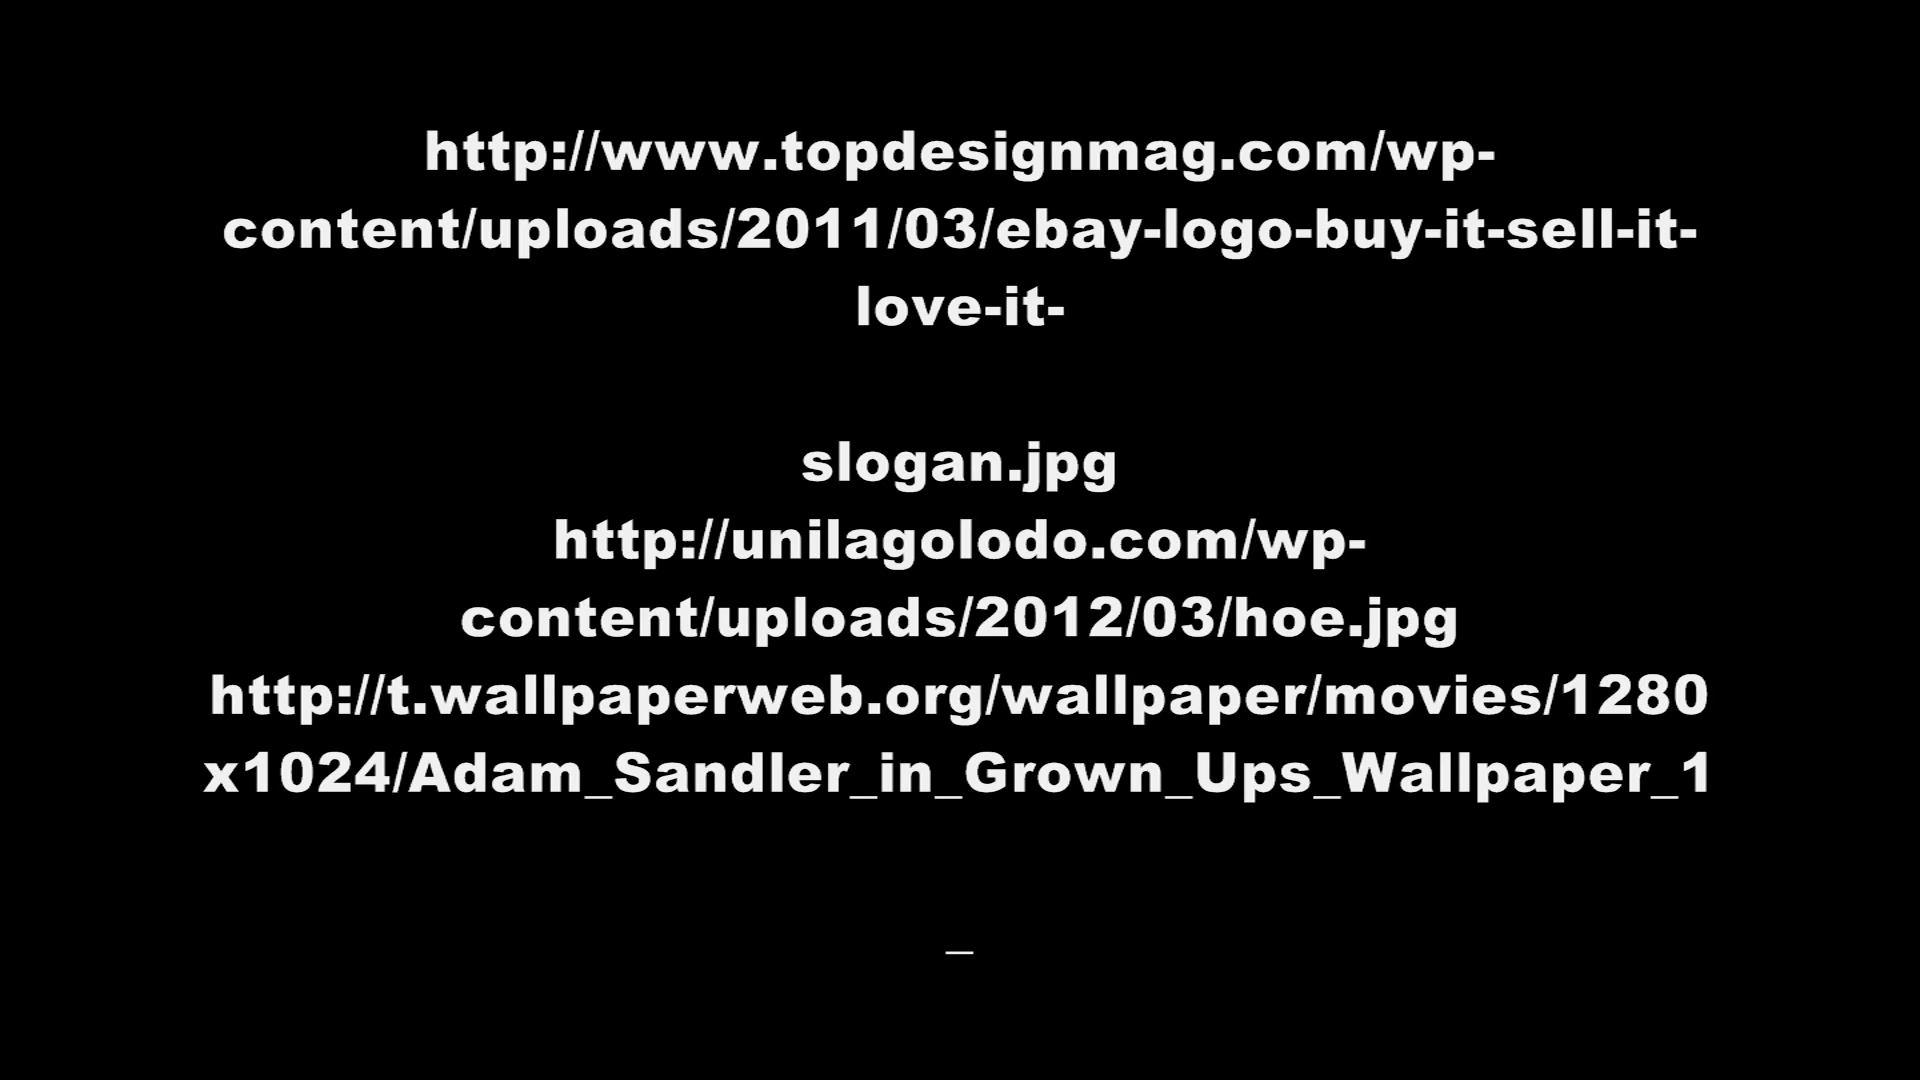 http://www.topdesignmag.com/wp-
content/uploads/2011/03/ebay-logo-buy-it-sell-it-
love-it-
slogan.jpg
http://unilagolodo.com/wp-
content/uploads/2012/03/hoe.jpg
http://t.wallpaperweb.org/wallpaper/movies/1280
x1024/Adam_Sandler_in_Grown_Ups_Wallpaper_1
_